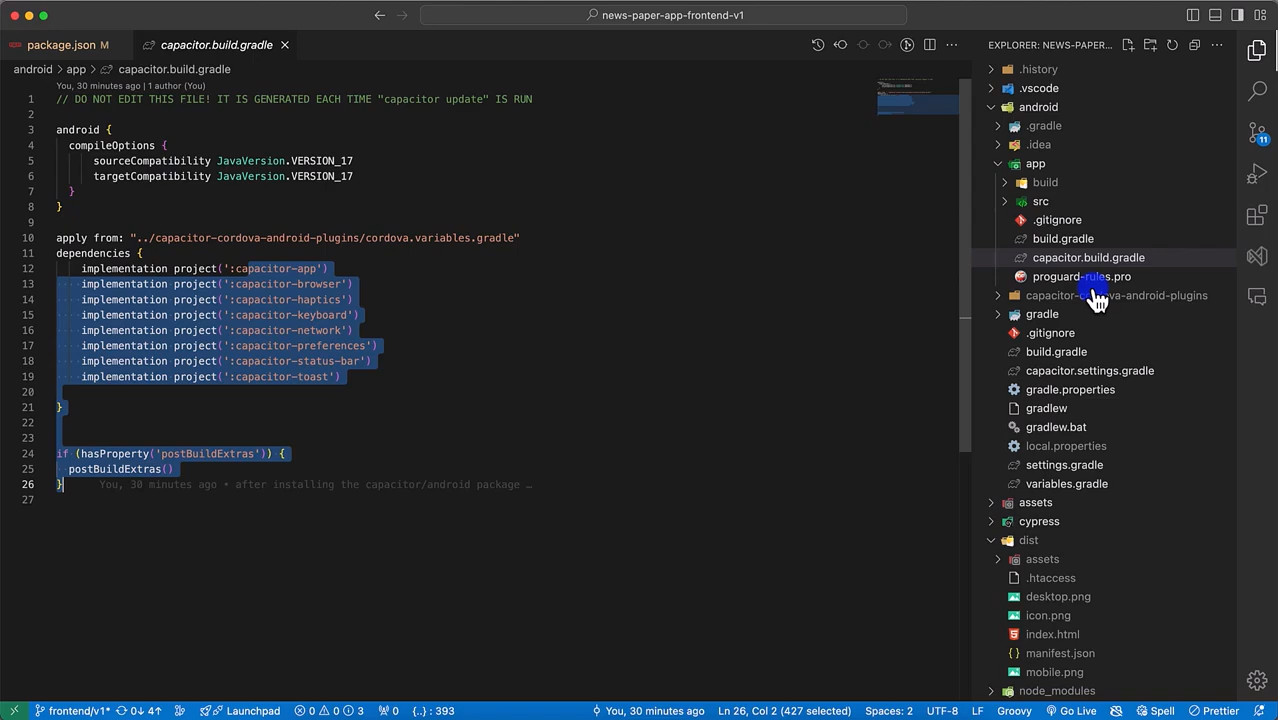 news-paper-app-frontend-v1
package.json M
capacitor.build.gradle
EXPLORER: NEWS-PAPER...
android > app > capacitor.build.gradle
You, 30 minutes ago | 1 author (You)
1 // DO NOT EDIT THIS FILE! IT IS GENERATED EACH TIME "capacitor update" IS RUN
2
3 android {
4 compileOptions {
5 sourceCompatibility JavaVersion.VERSION_17
6 targetCompatibility JavaVersion.VERSION_17
7 }
8 }
9
10 apply from: "../capacitor-cordova-android-plugins/cordova.variables.gradle"
11 dependencies {
12 implementation project(':capacitor-app')
13 implementation project(':capacitor-browser')
14 implementation project(':capacitor-haptics')
15 implementation project(':capacitor-keyboard')
16 implementation project(':capacitor-network')
17 implementation project(':capacitor-preferences')
18 implementation project(':capacitor-status-bar')
19 implementation project(':capacitor-toast')
20
21 }
22
23
24 if (hasProperty('postBuildExtras')) {
25 postBuildExtras()
26 } You, 30 minutes ago • after installing the capacitor/android package …
27
.history
.vscode
android
.gradle
.idea
app
build
src
.gitignore
build.gradle
capacitor.build.gradle
proguard-rules.pro
capacitor-cordova-android-plugins
gradle
.gitignore
build.gradle
capacitor.settings.gradle
gradle.properties
gradlew
gradlew.bat
local.properties
settings.gradle
variables.gradle
assets
cypress
dist
assets
.htaccess
desktop.png
icon.png
index.html
manifest.json
mobile.png
node_modules
11
frontend/v1* 0↓ 4↑ Launchpad 0 0 3 0 {..} : 393 You, 30 minutes ago Ln 26, Col 2 (427 selected) Spaces: 2 UTF-8 LF Groovy Go Live Spell Prettier